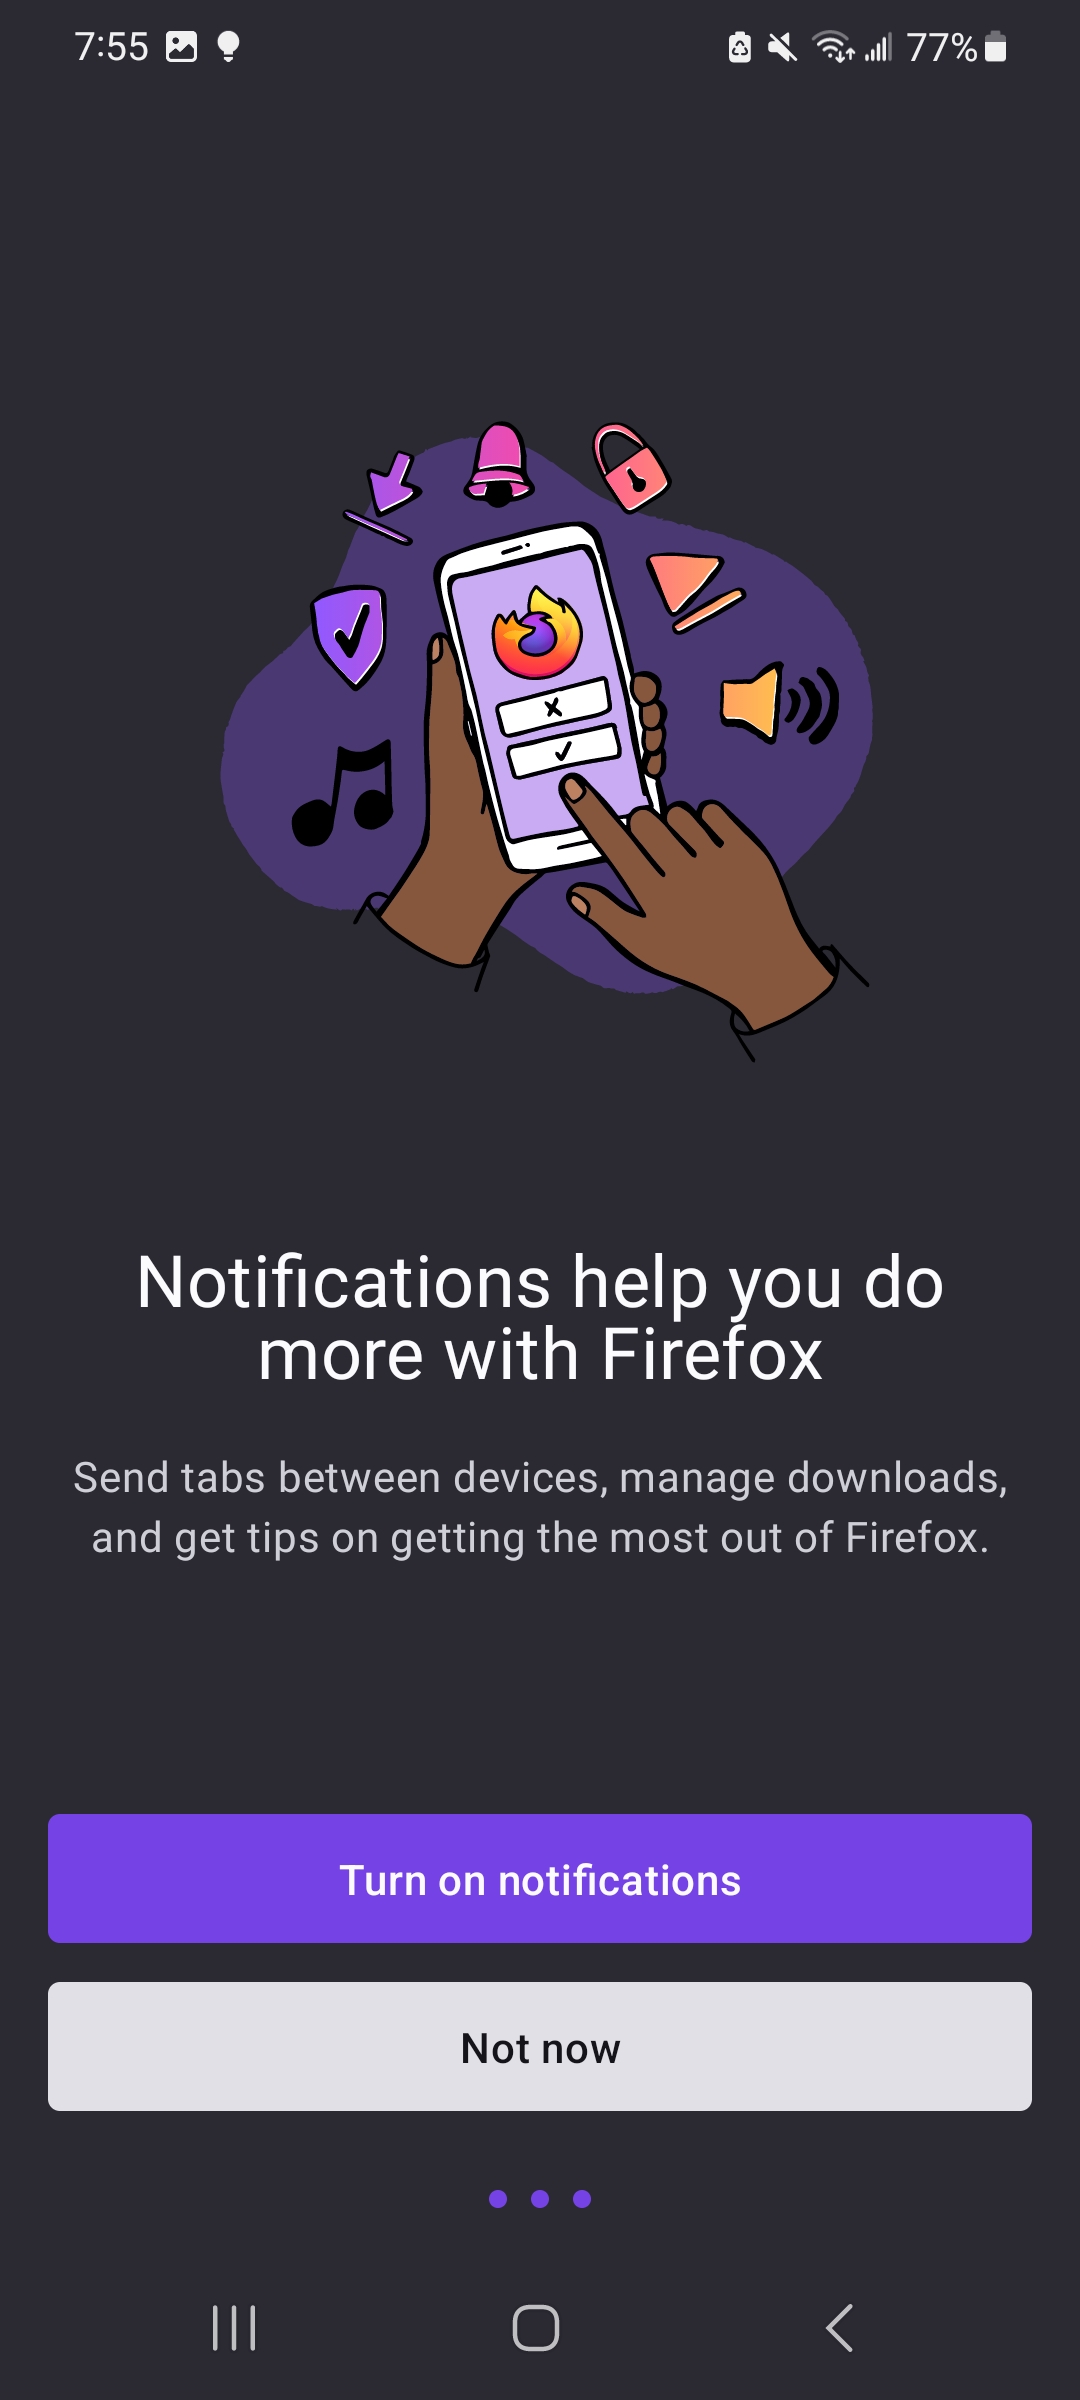 7:55
77%
Notifications help you do
more with Firefox
Send tabs between devices, manage downloads,
and get tips on getting the most out of Firefox.
Turn on notifications
Not now